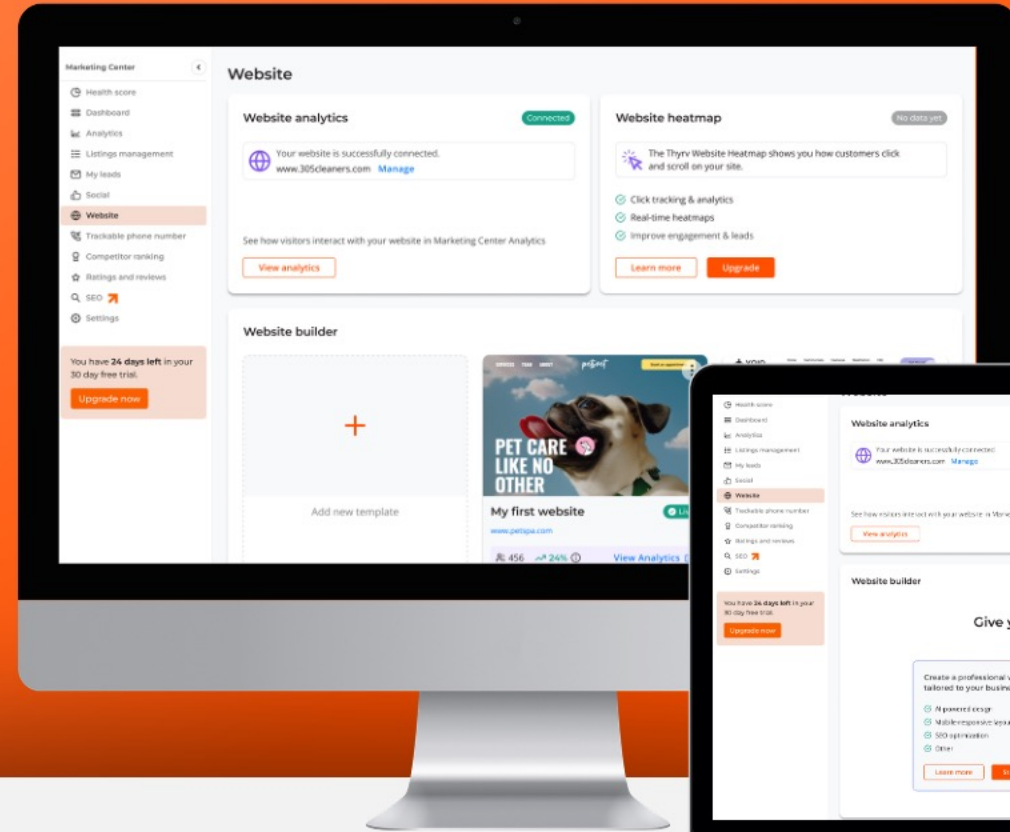 Marketing Center
Health score
Dashboard
Analytics
Listings management
My leads
Social
Website
Trackable phone number
Competitor ranking
Ratings and reviews
SEO
Settings
You have 24 days left in your
30 day free trial.
Upgrade now
Website
Website analytics
Connected
Your website is successfully connected.
www.305cleaners.com Manage
See how visitors interact with your website in Marketing Center Analytics
View analytics
Website heatmap
No data yet
The Thyrv Website Heatmap shows you how customers click
and scroll on your site.
Click tracking & analytics
Real-time heatmaps
Improve engagement & leads
Learn more
Upgrade
Website builder
Add new template
PET CARE
LIKE NO
OTHER
My first website
www.petispa.com
456 24% View Analytics
Health score
Dashboard
Analytics
Listings management
My leads
Social
Website
Trackable phone number
Competitor ranking
Ratings and reviews
SEO
Settings
You have 24 days left in your
30 day free trial.
Upgrade now
Website analytics
Your website is successfully connected.
www.305cleaners.com Manage
See how visitors interact with your website in
View analytics
Website builder
Give
Create a professional
tailored to your
AI powered design
Mobile-responsive
SEO optimization
Other
Learn more